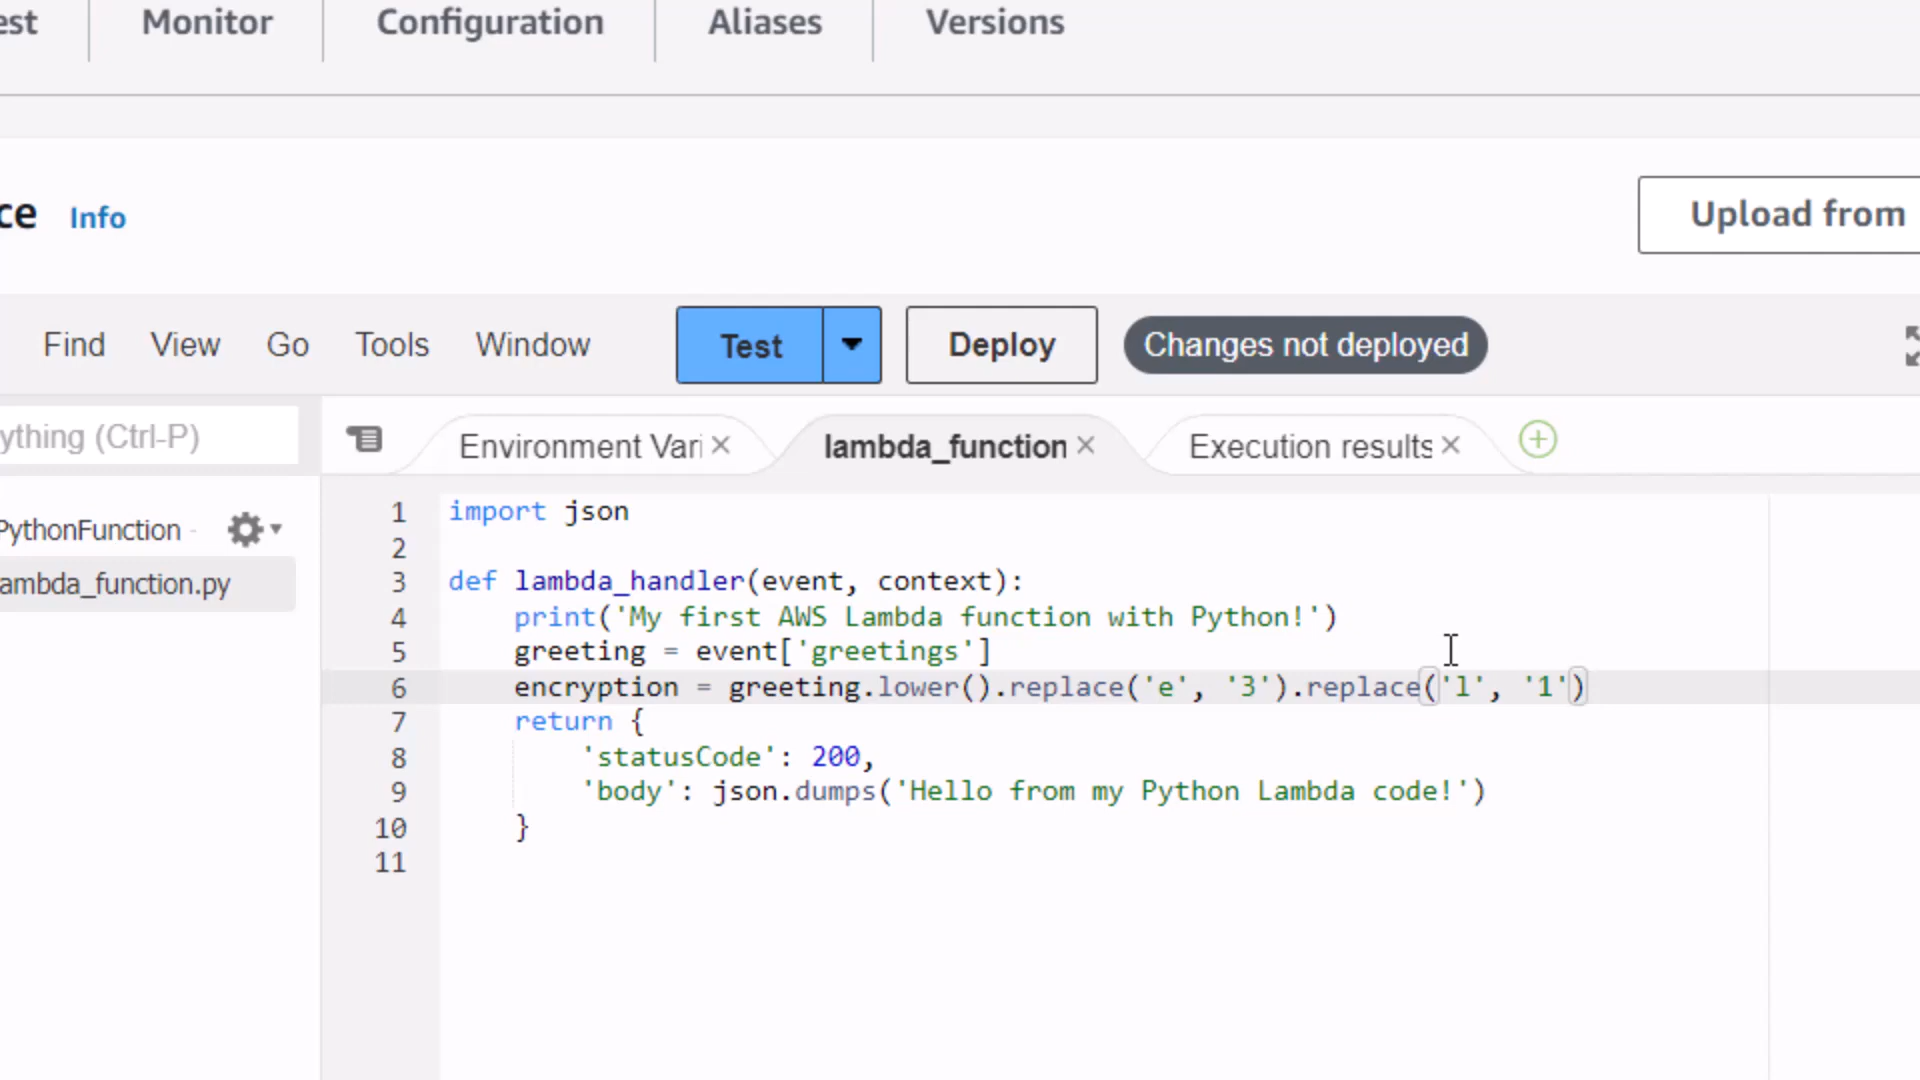 est Monitor Configuration Aliases Versions
ce Info Upload from
Find View Go Tools Window Test Deploy Changes not deployed
ything (Ctrl-P) Environment Vari lambda_function Execution results
PythonFunction -
ambda_function.py
1 import json
2
3 def lambda_handler(event, context):
4 print('My first AWS Lambda function with Python!')
5 greeting = event['greetings']
6 encryption = greeting.lower().replace('e', '3').replace('l', '1')
7 return {
8 'statusCode': 200,
9 'body': json.dumps('Hello from my Python Lambda code!')
10 }
11